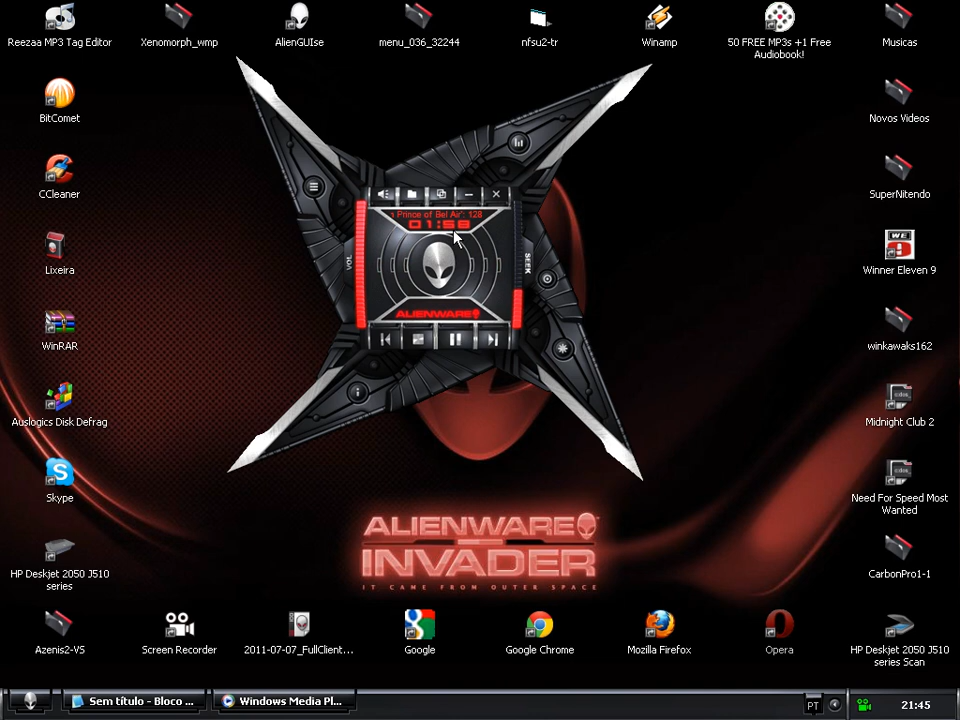 Reezaa MP3 Tag Editor
Xenomorph_wmp
AlienGUIse
menu_036_32244
nfsu2-tr
Winamp
50 FREE MP3s +1 Free
Audiobook!
Musicas
BitComet
Novos Videos
CCleaner
SuperNitendo
Lixeira
WE
9
Winner Eleven 9
WinRAR
winkawaks162
Auslogics Disk Defrag
Midnight Club 2
Skype
Need For Speed Most
Wanted
HP Deskjet 2050 J510
series
CarbonPro1-1
Prince of Bel Air": 128
01:58
VOL
SEEK
ALIENWARE
ALIENWARE
INVADER
IT CAME FROM OUTER SPACE
Azenis2-VS
Screen Recorder
2011-07-07_FullClient...
Google
Google Chrome
Mozilla Firefox
Opera
HP Deskjet 2050 J510
series Scan
Sem título - Bloco ...
Windows Media Pl...
PT
21:45